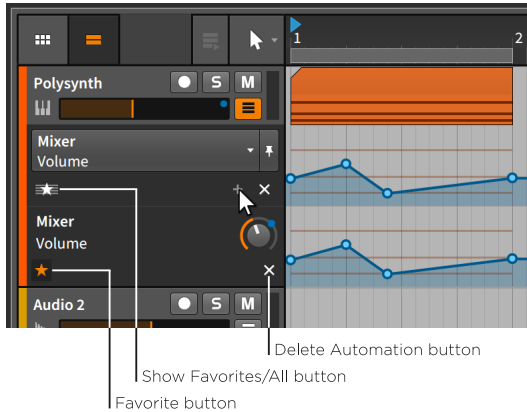 1
2
Polysynth
S
M
Mixer
Volume
Mixer
Volume
Audio 2
S
M
Delete Automation button
Show Favorites/All button
Favorite button